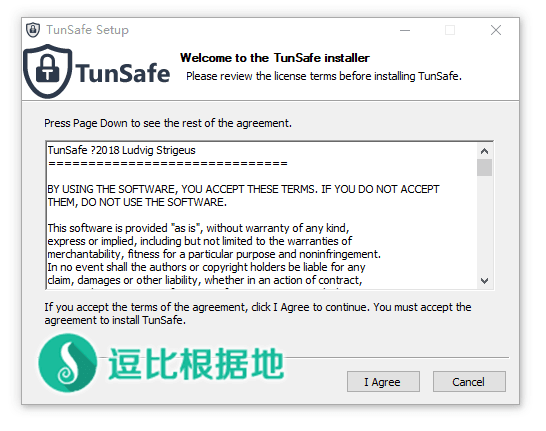 TunSafe Setup
TunSafe
Welcome to the TunSafe installer
Please review the license terms before installing TunSafe.
Press Page Down to see the rest of the agreement.
TunSafe ?2018 Ludvig Strigeus
==============================
BY USING THE SOFTWARE, YOU ACCEPT THESE TERMS. IF YOU DO NOT ACCEPT
THEM, DO NOT USE THE SOFTWARE.
This software is provided "as is", without warranty of any kind,
express or implied, including but not limited to the warranties of
merchantability, fitness for a particular purpose and noninfringement.
In no event shall the authors or copyright holders be liable for any
claim, damages or other liability, whether in an action of contract,
If you accept the terms of the agreement, click I Agree to continue. You must accept the
agreement to install TunSafe.
逗比根据地
I Agree
Cancel